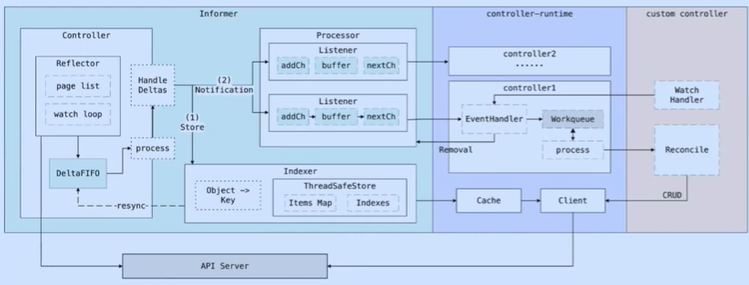 Informer
controller-runtime
custom controller
Controller
Reflector
page list
watch loop
DeltaFIFO
process
Handle
Deltas
(1)
Store
(2)
Notification
Processor
Listener
addCh
buffer
nextCh
Listener
addCh
buffer
nextCh
Removal
Indexer
Object ->
Key
ThreadSafeStore
Items Map
Indexes
resync
controller2
------
controller1
EventHandler
Workqueue
process
Cache
Client
Watch
Handler
Reconcile
CRUD
API Server